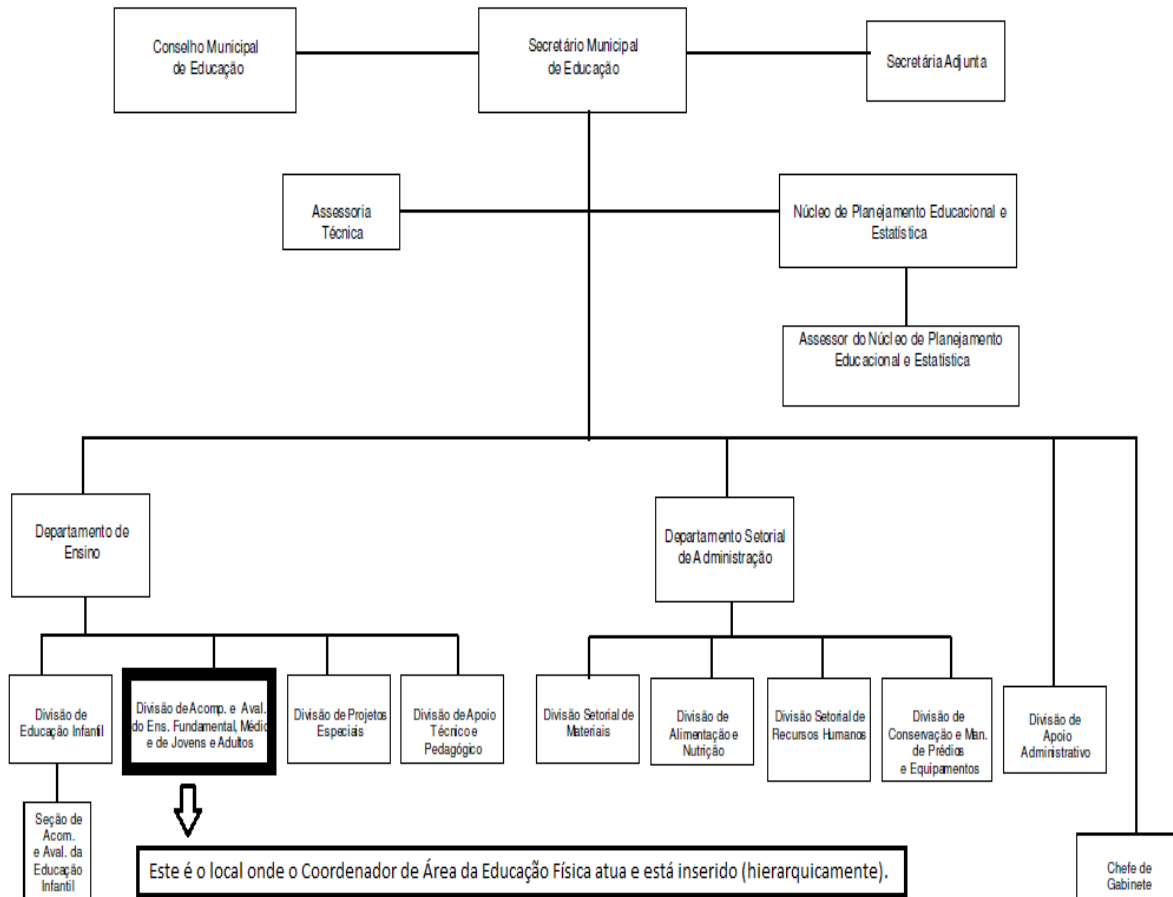 Conselho Municipal
de Educação
Secretário Municipal
de Educação
Secretária Adjunta
Assessoria
Técnica
Núcleo de Planejamento Educacional e
Estatística
Assessor do Núcleo de Planejamento
Educacional e Estatística
Departamento de
Ensino
Departamento Setorial
de Administração
Divisão de
Educação Infantil
Divisão de Acomp. e Aval.
do Ens. Fundamental, Médio
e de Jovens e Adultos
Divisão de Projetos
Especiais
Divisão de Apoio
Técnico e
Pedagógico
Divisão Setorial de
Materiais
Divisão de
Alimentação e
Nutrição
Divisão Setorial de
Recursos Humanos
Divisão de
Conservação e Man.
de Prédios
e Equipamentos
Divisão de
Apoio
Administrativo
Seção de
Acom.
e Aval. da
Educação
Infantil
Este é o local onde o Coordenador de Área da Educação Física atua e está inserido (hierarquicamente).
Chefe de
Gabinete